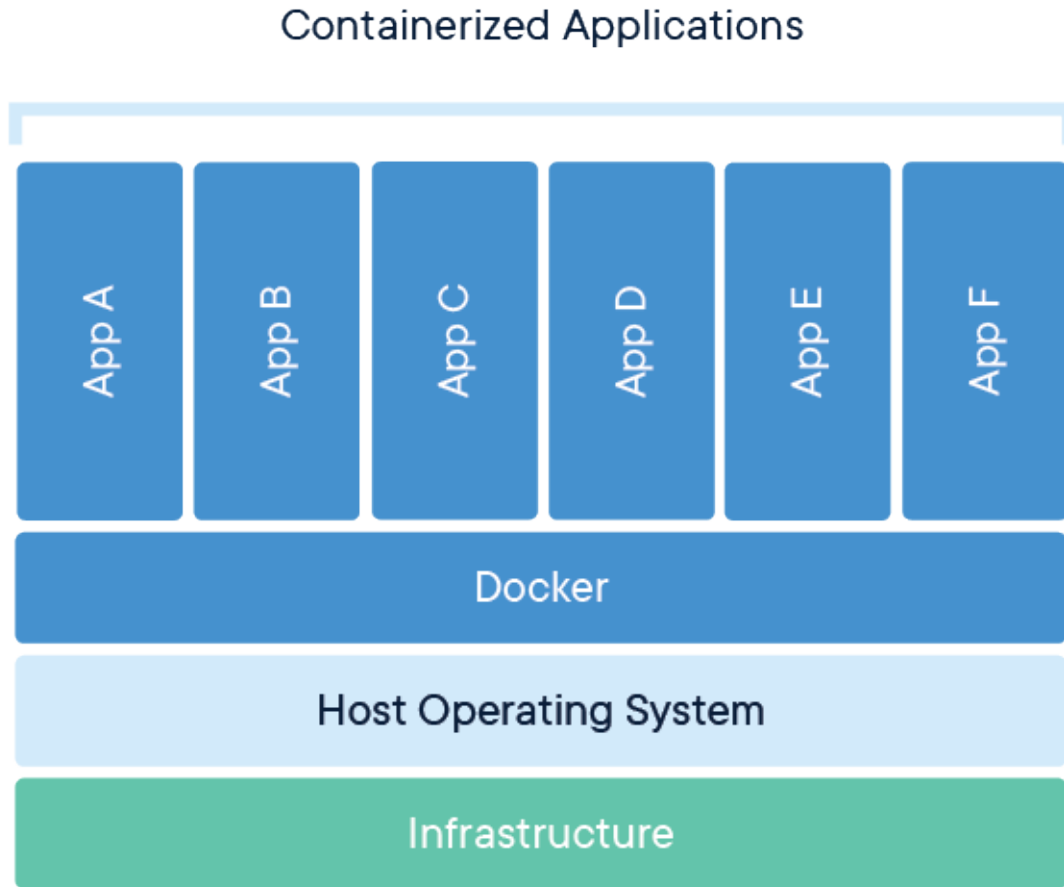 Containerized Applications
App A
App B
App C
App D
App E
App F
Docker
Host Operating System
Infrastructure